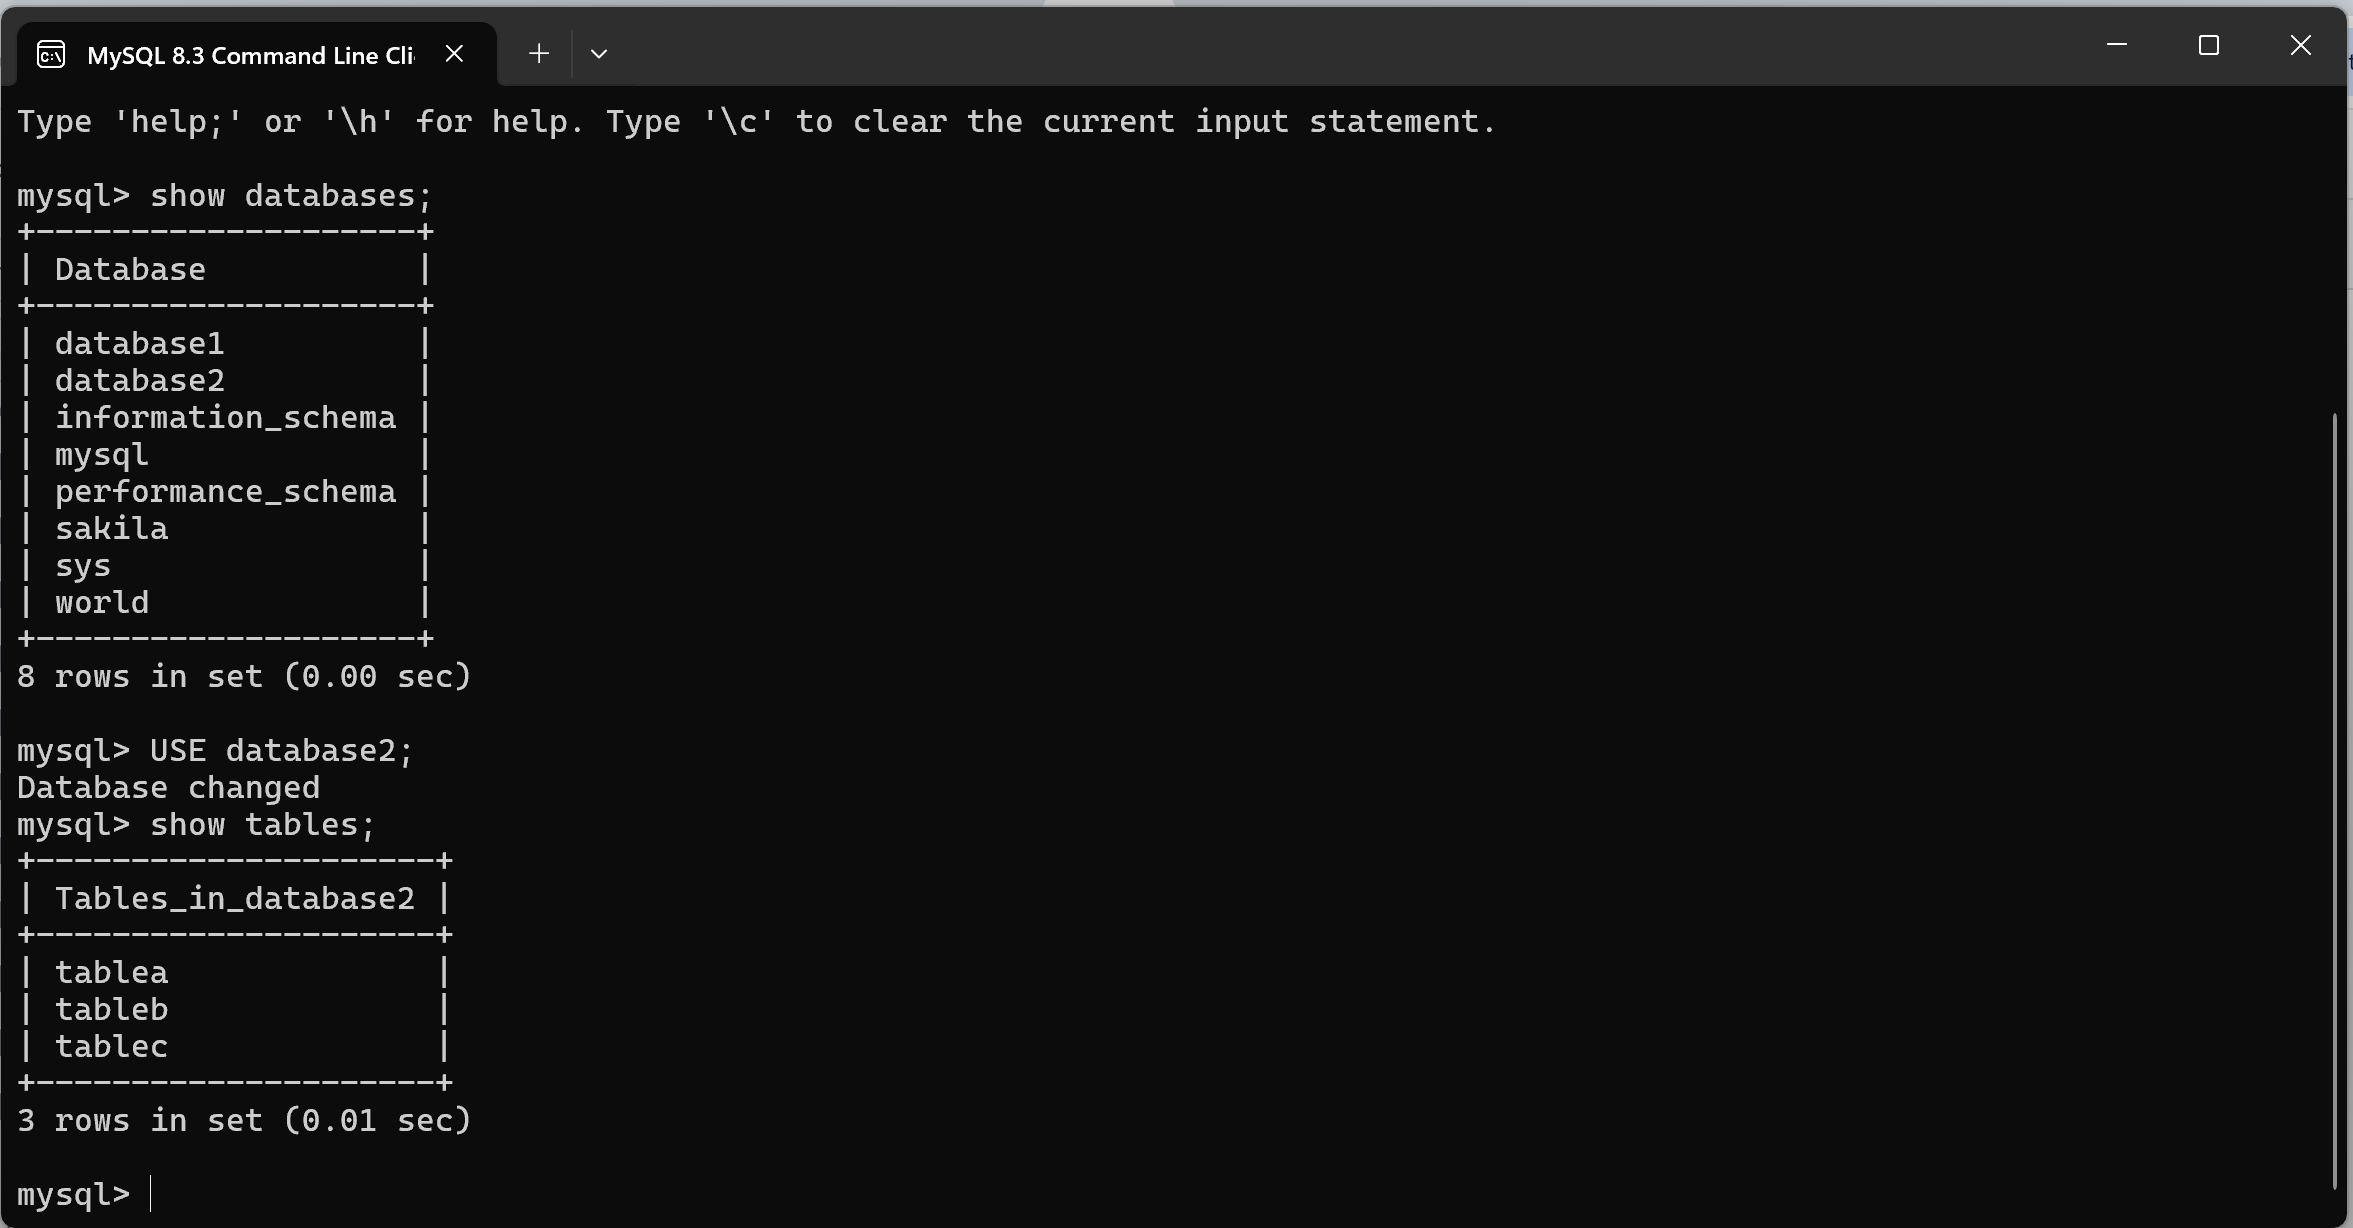 MySQL 8.3 Command Line Cli
Type 'help;' or '\h' for help. Type '\c' to clear the current input statement.
mysql> show databases;
+--------------------+
| Database           |
+--------------------+
| database1          |
| database2          |
| information_schema |
| mysql              |
| performance_schema |
| sakila             |
| sys                |
| world              |
+--------------------+
8 rows in set (0.00 sec)
mysql> USE database2;
Database changed
mysql> show tables;
+---------------------+
| Tables_in_database2 |
+---------------------+
| tablea              |
| tableb              |
| tablec              |
+---------------------+
3 rows in set (0.01 sec)
mysql>